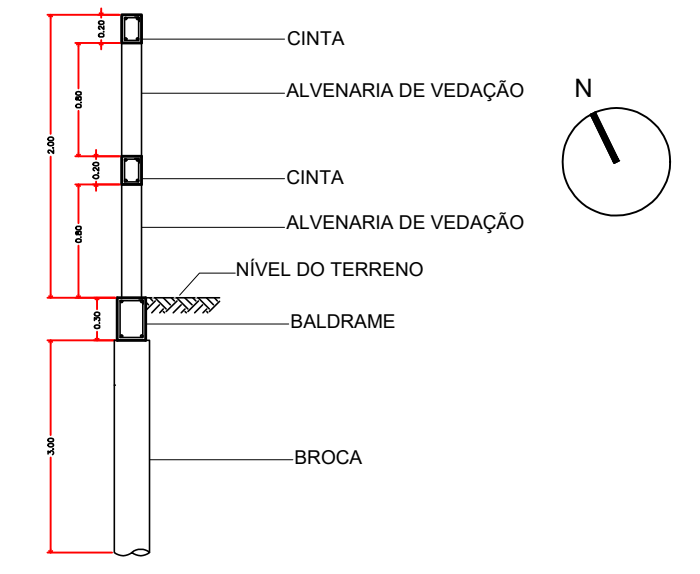 0.20
CINTA
ALVENARIA DE VEDAÇÃO
N
0.80
2.00
0.20
CINTA
ALVENARIA DE VEDAÇÃO
0.80
NÍVEL DO TERRENO
0.30
BALDRAME
3.00
BROCA